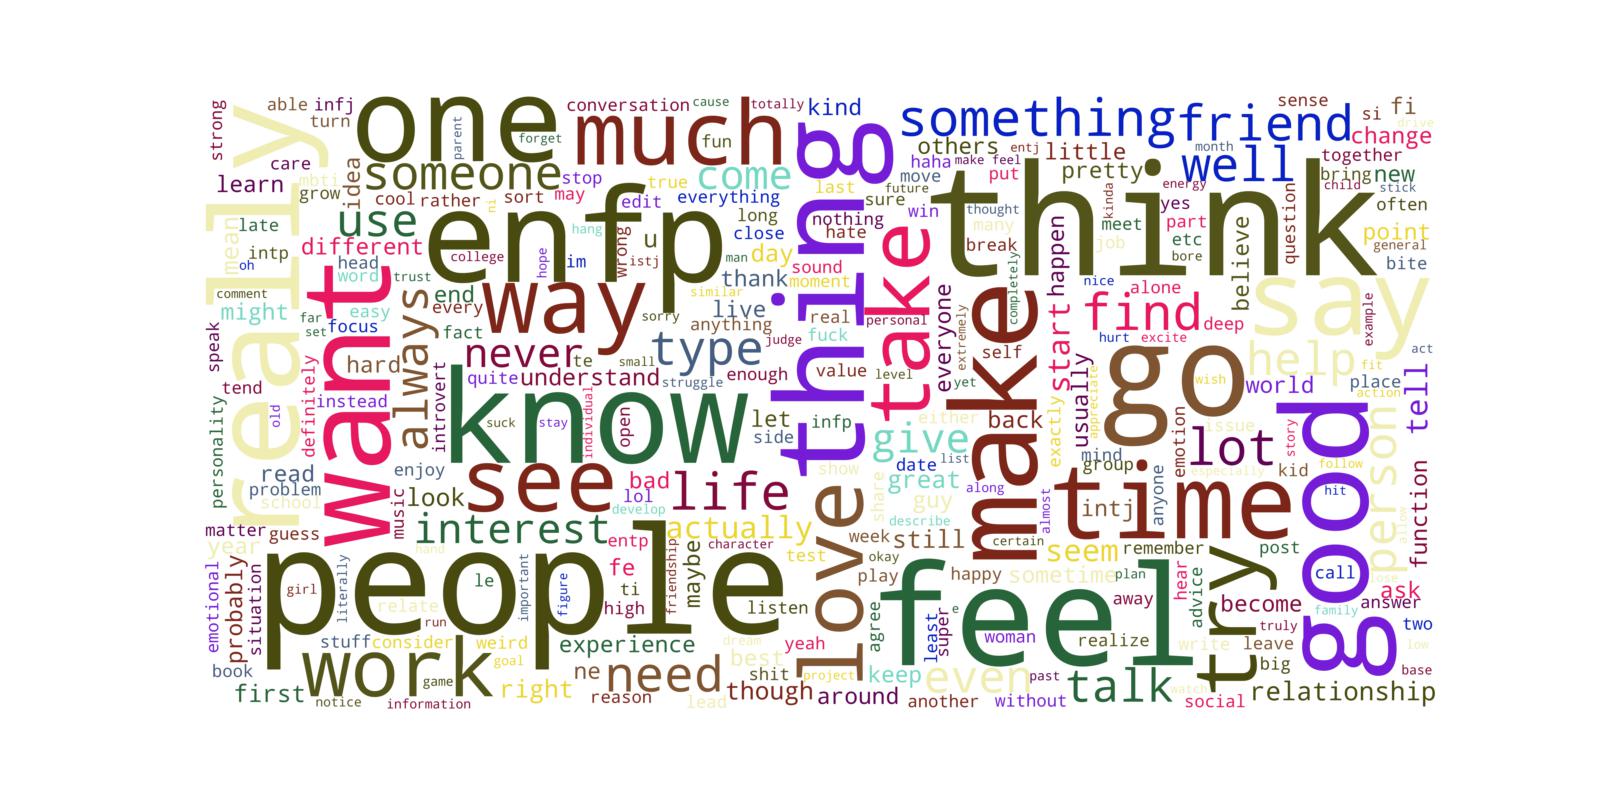 strong
able
infj
turn
one
parent
forget
conversation
cause
totally
kind
much
fun
something
friend
sense
si
fi
drive
change
month
well
others
entj
little
haha
make feel
put
pretty
together
bring
new
move
care
learn
mbti
grow
idea
someone
stop
true
come
last
future
sure
cool
rather
ni
sort
may
edit
everything
long
close
nothing
hate
win
thought
many
break
think
energy
yes
part
etc
bore
meet
kinda
job
believe
question
child
stick
often
point
general
bite
really
mean
late
intp
oh
use
different
head
word
trust
enfp
college
hope
hang
im
wrong
istj
u
man
day
thank
sound
moment
similar
thing
take
completely
happen
nice
alone
say
comment
might
easy
far
set
focus
want
always
end
every
fact
way
sorry
live
anything
real
judge
fuck
personal
everyone
extremely
make
self
start
find
deep
hurt
excite
example
act
speak
hard
never
te
small
type
enough
value
level
yet
help
fit
tend
definitely
old
instead
introvert
quite
understand
struggle
go
wish
world
place
action
tell
personality
know
suck
stay
individual
open
let
side
infp
either
back
exactly
usually
appreciate
issue
good
story
person
read
problem
school
enjoy
see
bad
life
show
give
date
list
great
mind
group
emotion
lot
especially
kid
follow
hit
function
music
look
lol
develop
share
guy
along
describe
almost
intj
anyone
time
allow
matter
guess
year
interest
entp
actually
character
test
week
still
okay
certain
seem
remember
post
hand
people
girl
literally
le
important
figure
fe
ti
high
friendship
maybe
listen
love
play
happy
sometime
plan
hear
advice
try
call
lose
ask
emotional
probably
situation
relate
run
agree
feel
least
super
e
woman
away
realize
become
truly
family
answer
two
stuff
consider
weird
goal
experience
dream
yeah
write
leave
low
book
work
game
ne
need
best
shit
project
keep
even
past
talk
watch
big
base
first
notice
information
right
reason
lead
though
around
another
without
social
relationship